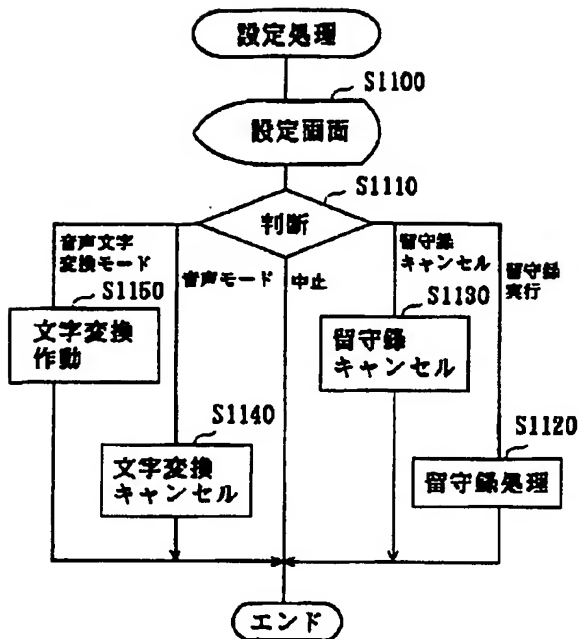 設定処理
S1100
設定画面
S1110
判断
音声文字
変換モード
音声モード
中止
留守録
キャンセル
留守録
実行
S1150
文字変換
作動
S1130
留守録
キャンセル
S1140
文字変換
キャンセル
S1120
留守録処理
エンド